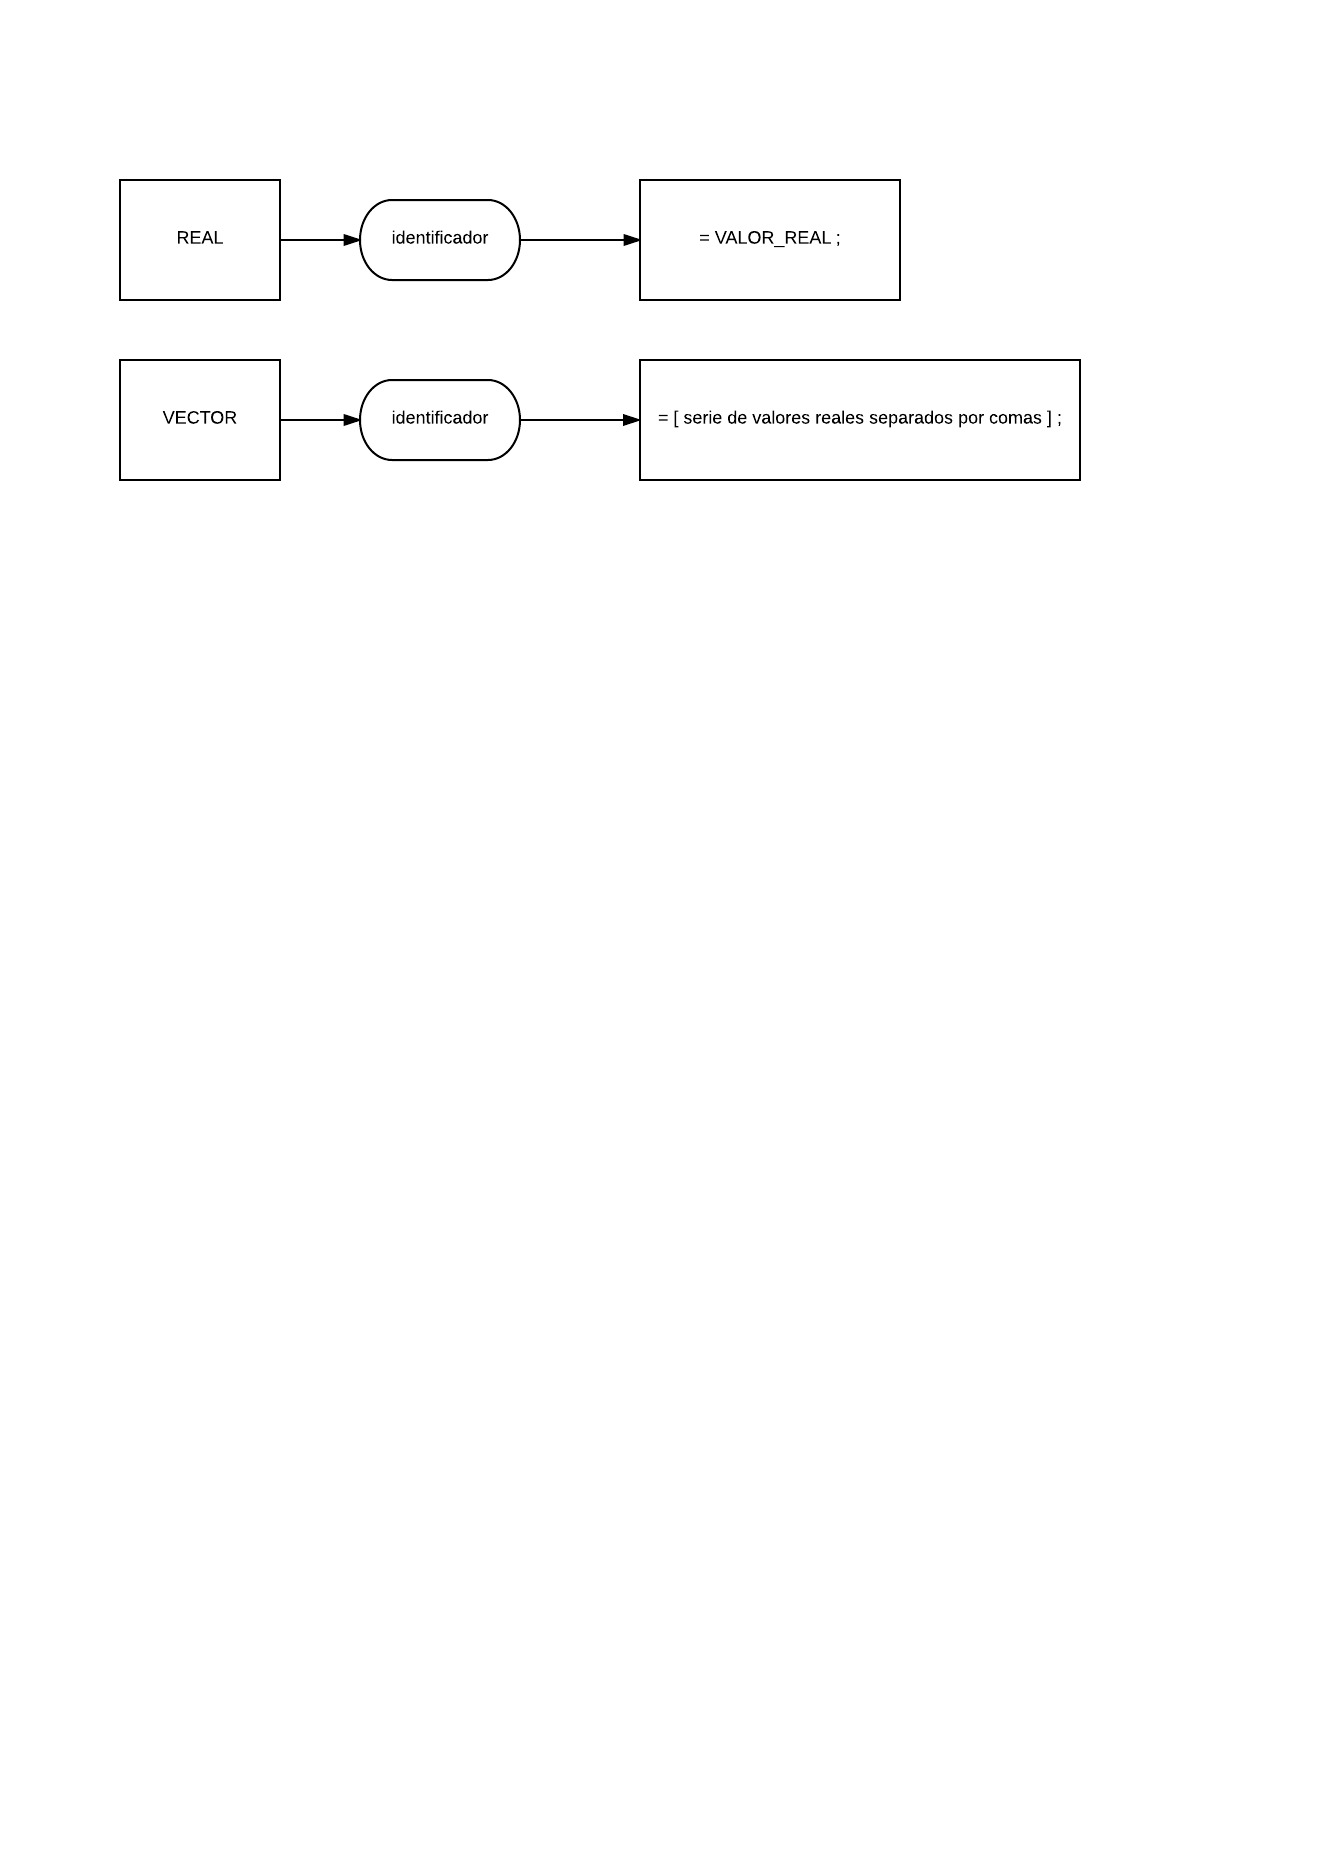 REAL
identificador
= VALOR_REAL ;
VECTOR
identificador
= [ serie de valores reales separados por comas ] ;